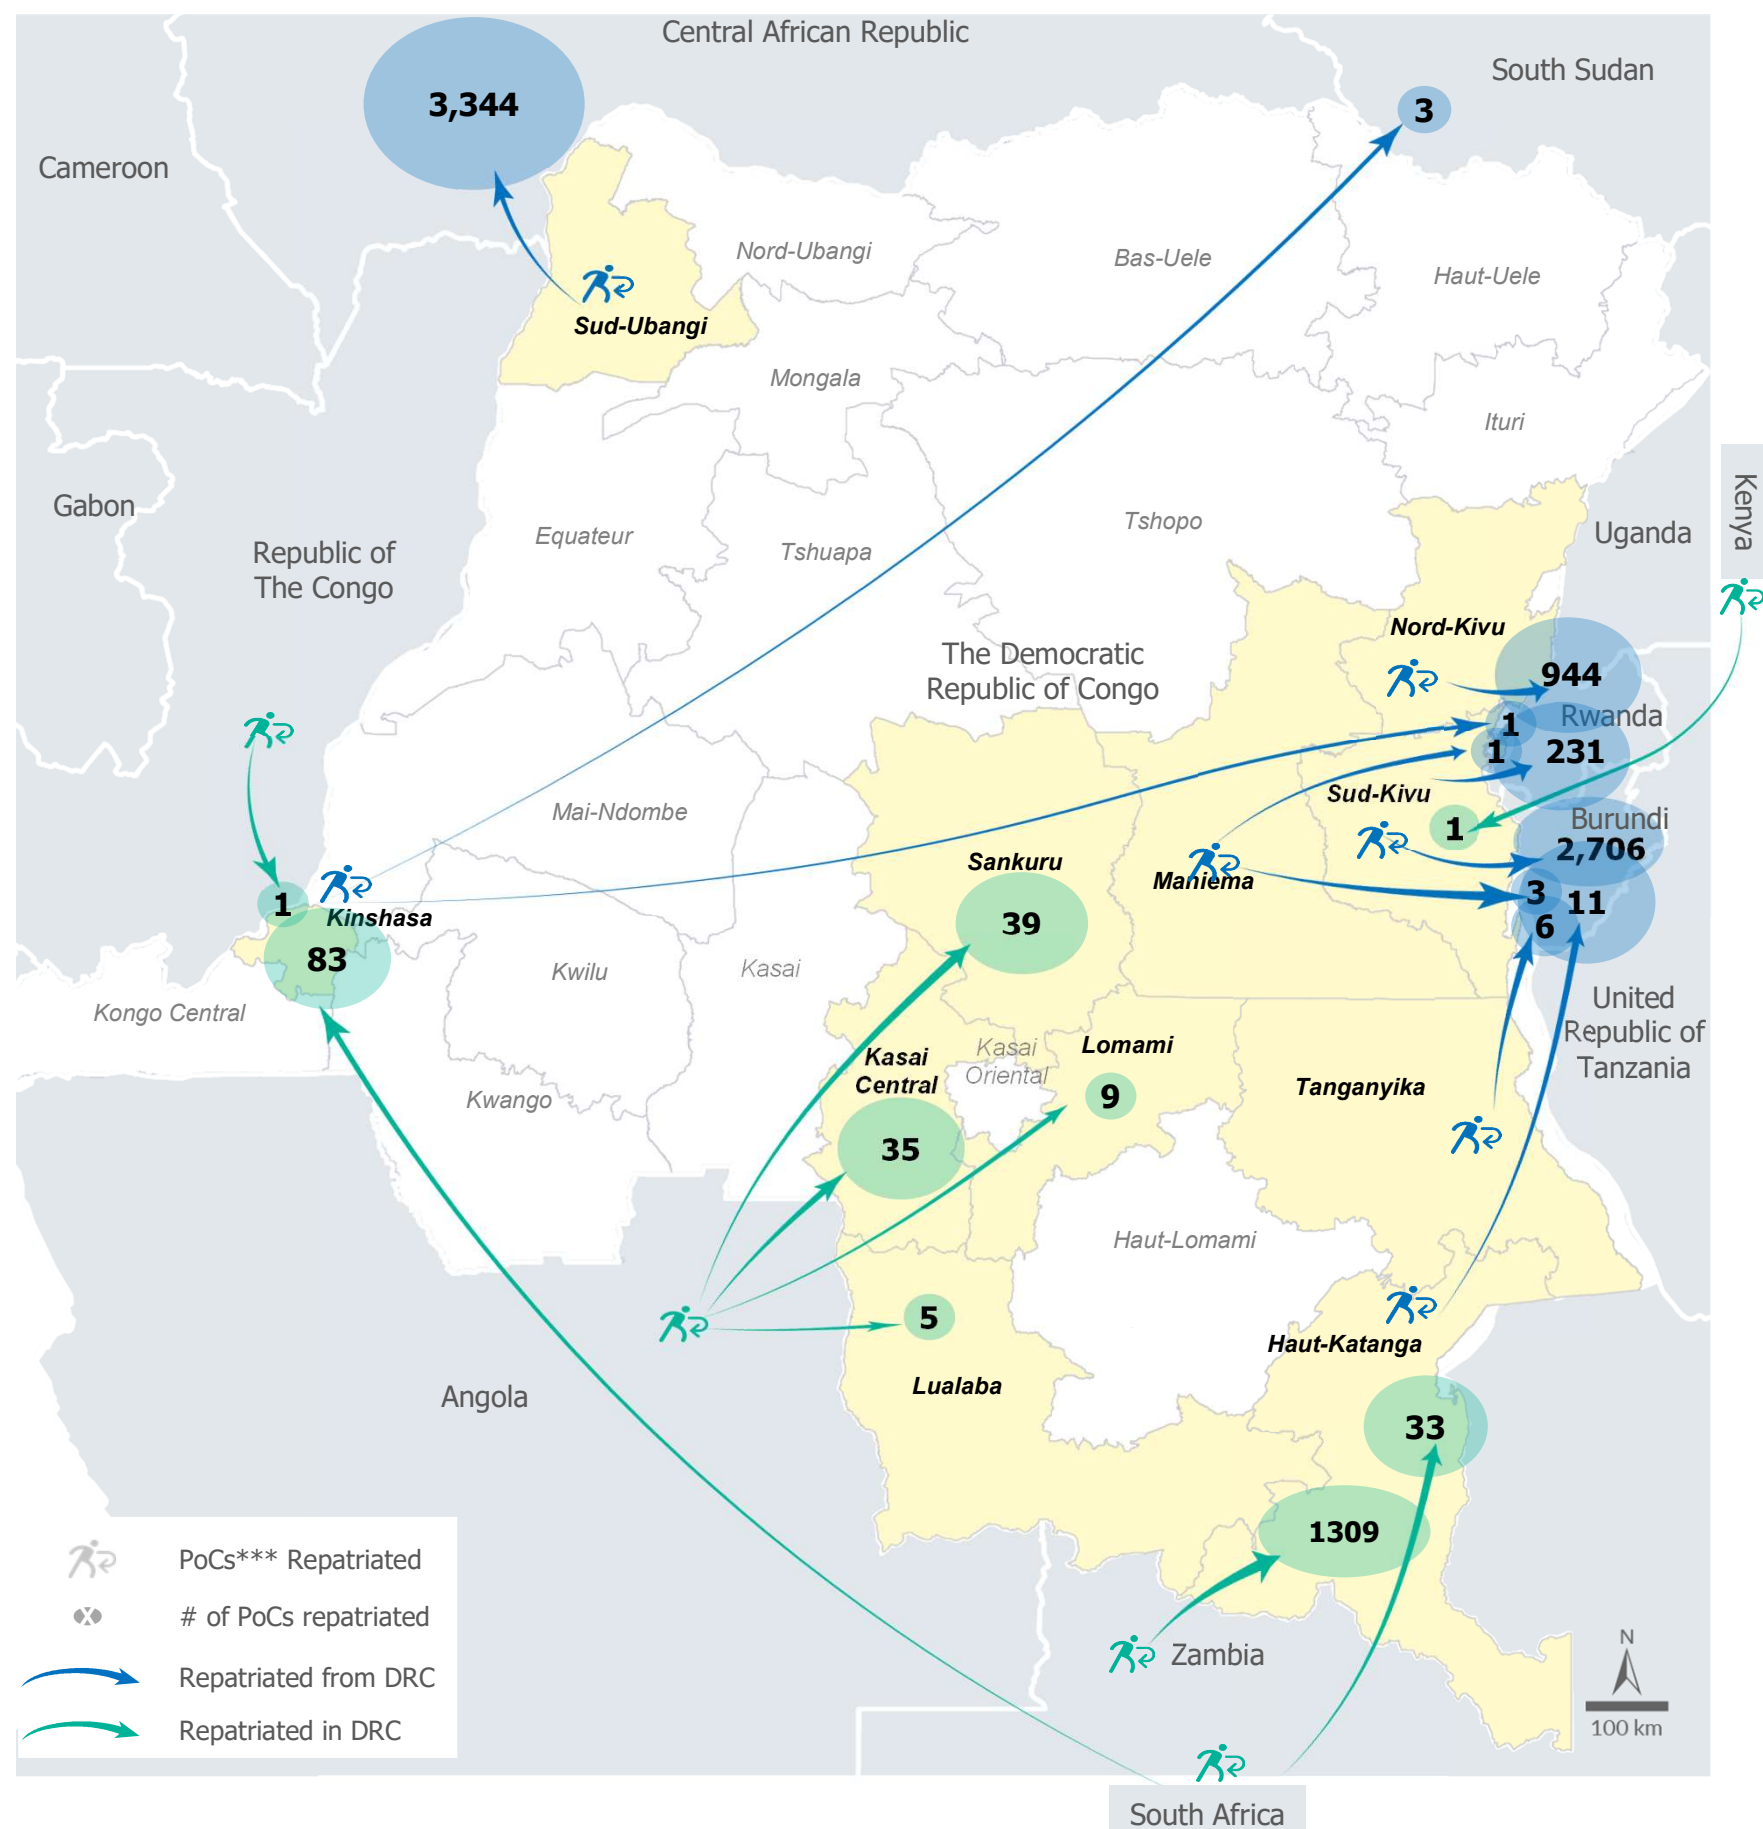 Central African Republic
South Sudan
3,344
3
Cameroon
Nord-Ubangi
Bas-Uele
Haut-Uele
Sud-Ubangi
Mongala
Ituri
Kenya
Gabon
Equateur
Tshuapa
Tshopo
Uganda
Republic of
The Congo
Nord-Kivu
The Democratic
Republic of Congo
944
Rwanda
1
1
231
Sud-Kivu
Mai-Ndombe
Burundi
1
2,706
Sankuru
Maniema
3
11
6
1
Kinshasa
39
83
Kwilu
Kasai
Kongo Central
United
Republic of
Tanzania
Kasai
Central
Kasai
Oriental
Lomami
9
Tanganyika
Kwango
35
Haut-Lomami
5
Haut-Katanga
Lualaba
Angola
33
1309
PoCs*** Repatriated
# of PoCs repatriated
Repatriated from DRC
Repatriated in DRC
Zambia
N
100 km
South Africa